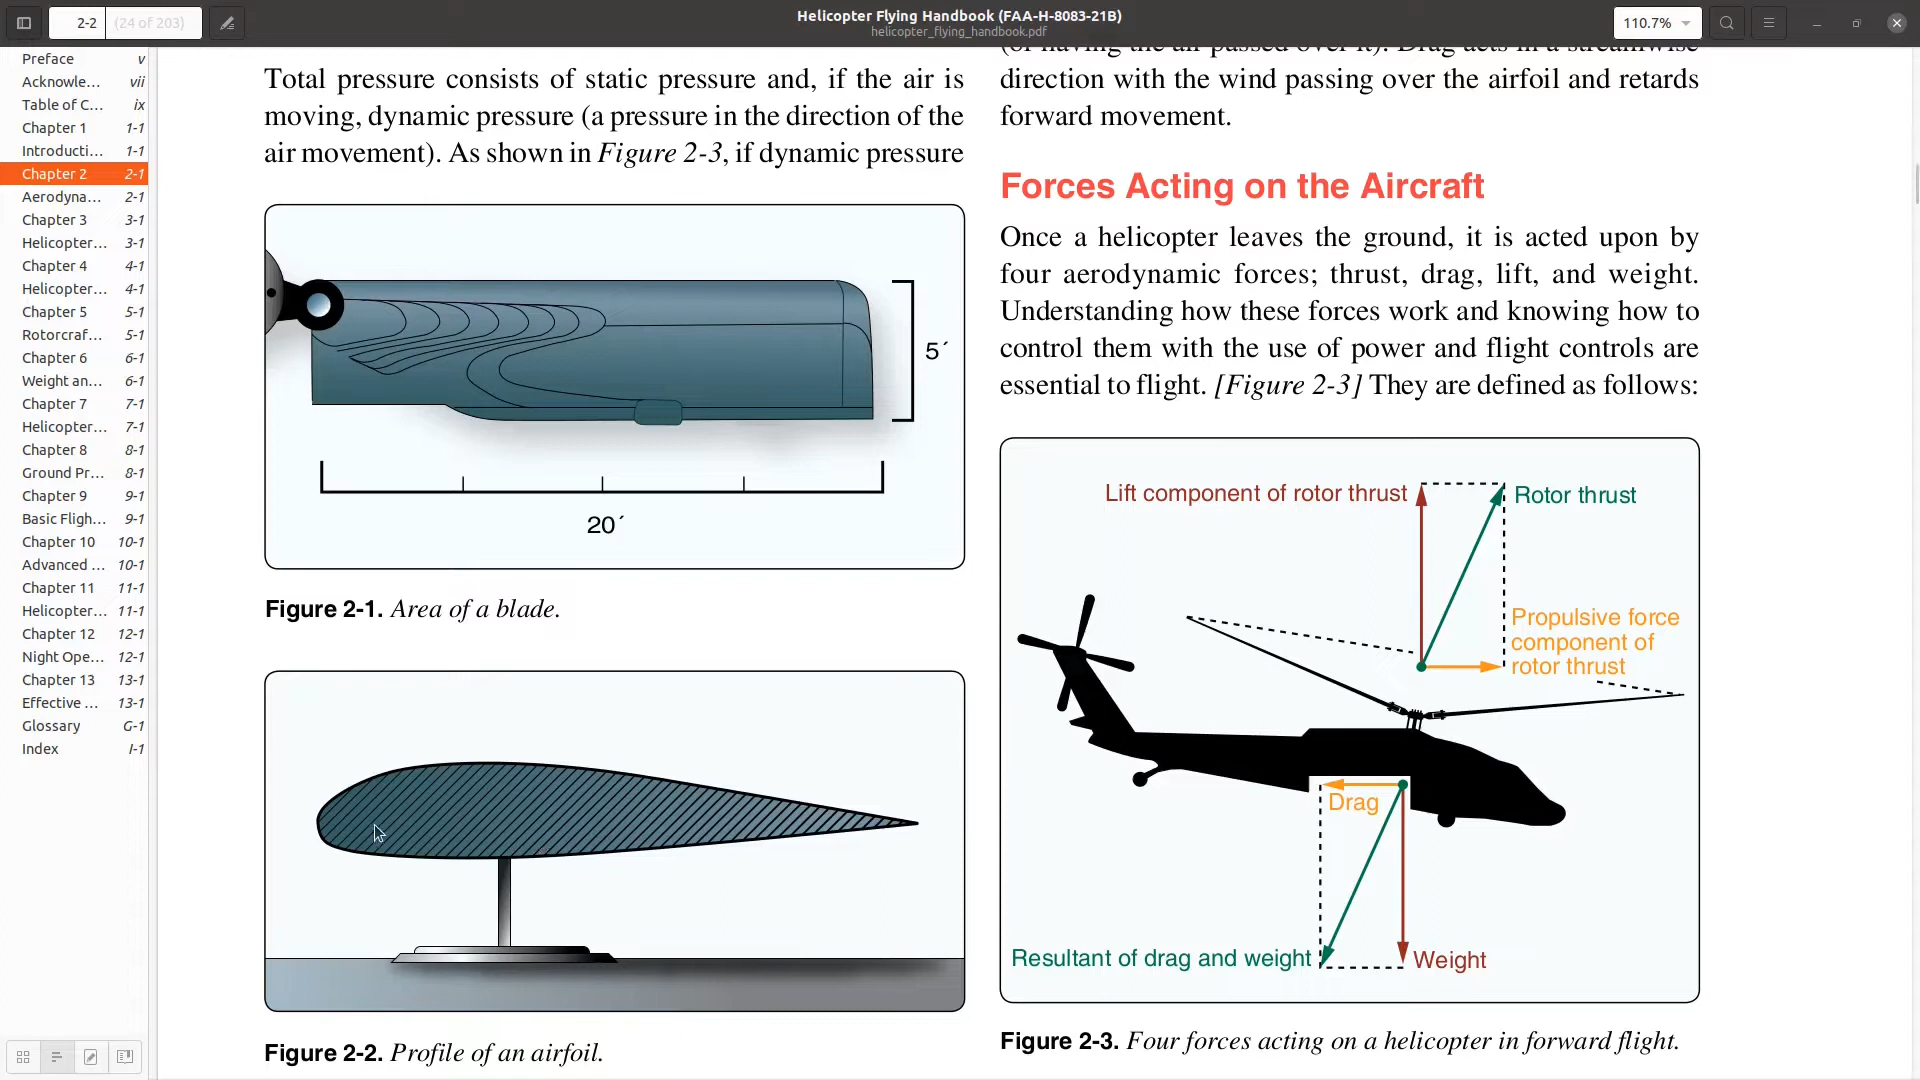 2-2
(24 of 203)
Helicopter Flying Handbook (FAA-H-8083-21B)
helicopter_flying_handbook.pdf
110.7%
Preface v
Acknowle... vii
Table of C... ix
Chapter 1 1-1
Introducti... 1-1
Chapter 2 2-1
Aerodyna... 2-1
Chapter 3 3-1
Helicopter... 3-1
Chapter 4 4-1
Helicopter... 4-1
Chapter 5 5-1
Rotorcraf... 5-1
Chapter 6 6-1
Weight an... 6-1
Chapter 7 7-1
Helicopter... 7-1
Chapter 8 8-1
Ground Pr... 8-1
Chapter 9 9-1
Basic Fligh... 9-1
Chapter 10 10-1
Advanced ... 10-1
Chapter 11 11-1
Helicopter... 11-1
Chapter 12 12-1
Night Ope... 12-1
Chapter 13 13-1
Effective ... 13-1
Glossary G-1
Index I-1
Total pressure consists of static pressure and, if the air is
moving, dynamic pressure (a pressure in the direction of the
air movement). As shown in Figure 2-3, if dynamic pressure
5´
20´
Figure 2-1. Area of a blade.
Figure 2-2. Profile of an airfoil.
(or having the air passed over it). Drag acts in a streamwise
direction with the wind passing over the airfoil and retards
forward movement.
Forces Acting on the Aircraft
Once a helicopter leaves the ground, it is acted upon by
four aerodynamic forces; thrust, drag, lift, and weight.
Understanding how these forces work and knowing how to
control them with the use of power and flight controls are
essential to flight. [Figure 2-3] They are defined as follows:
Lift component of rotor thrust
Rotor thrust
Propulsive force
component of
rotor thrust
Drag
Resultant of drag and weight
Weight
Figure 2-3. Four forces acting on a helicopter in forward flight.